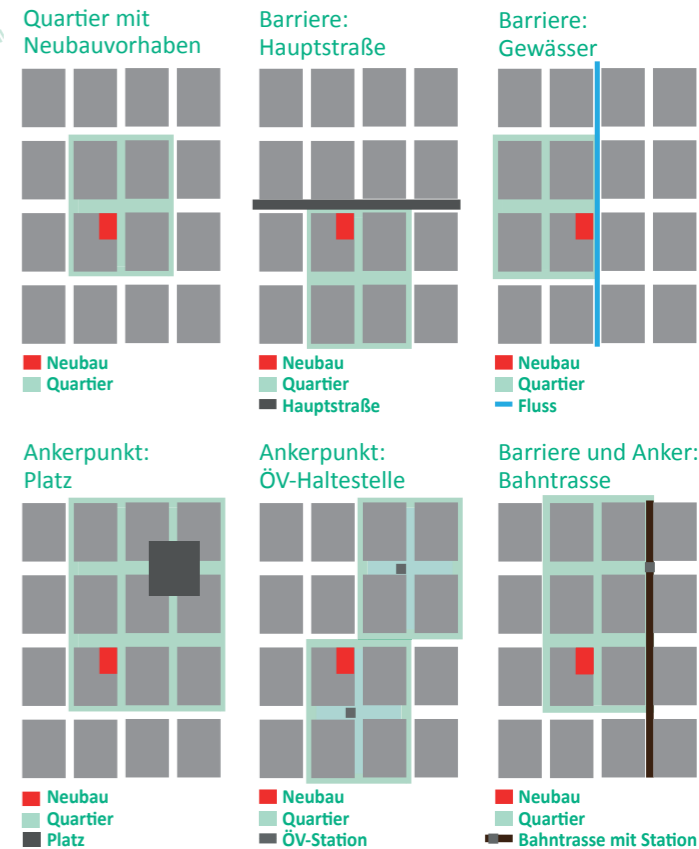 Quartier mit
Neubauvorhaben
Neubau
Quartier
Barriere:
Hauptstraße
Neubau
Quartier
Hauptstraße
Barriere:
Gewässer
Neubau
Quartier
Fluss
Ankerpunkt:
Platz
Neubau
Quartier
Platz
Ankerpunkt:
ÖV-Haltestelle
Neubau
Quartier
ÖV-Station
Barriere und Anker:
Bahntrasse
Neubau
Quartier
Bahntrasse mit Station